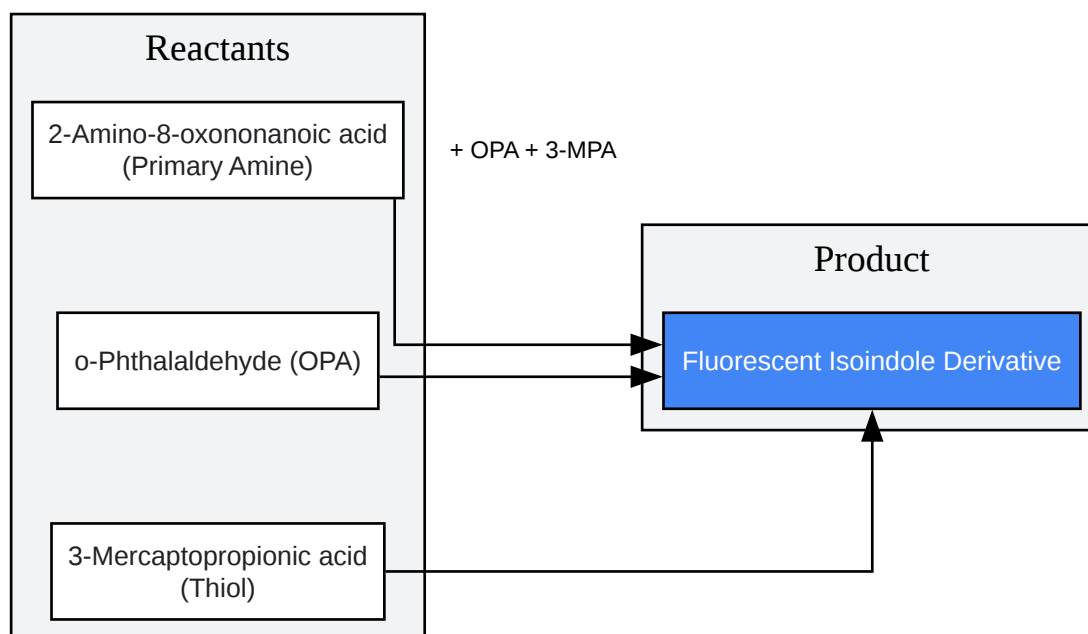 Reactants
2-Amino-8-oxononanoic acid
(Primary Amine)
+ OPA + 3-MPA
Product
o-Phthalaldehyde (OPA)
Fluorescent Isoindole Derivative
3-Mercaptopropionic acid
(Thiol)